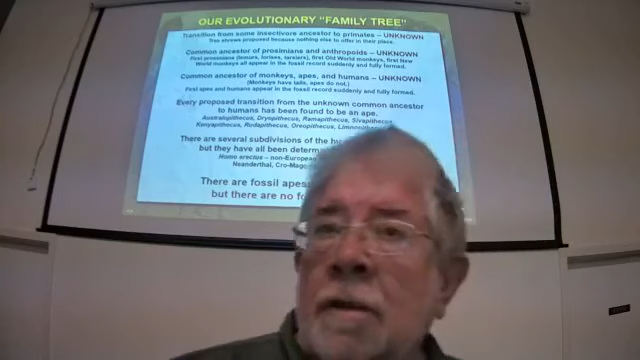 OUR EVOLUTIONARY "FAMILY TREE"
Transition from some insectivore ancestor to primates – UNKNOWN
Tree shrews proposed because nothing else to offer in their place.
Common ancestor of prosimians and anthropoids – UNKNOWN
First prosimians (lemurs, lorises, tarsiers), first Old World monkeys, first New
World monkeys all appear in the fossil record suddenly and fully formed.
Common ancestor of monkeys, apes, and humans – UNKNOWN
(Monkeys have tails, apes do not.)
First apes and humans appear in the fossil record suddenly and fully formed.
Every proposed transition from the unknown common ancestor
to humans has been found to be an ape.
Australopithecus, Dryopithecus, Ramapithecus, Sivapithecus,
Kenyapithecus, Rudapithecus, Oreopithecus,
There are several subdivisions of the
but they have all been
Homo erectus – non-European
Neanderthal,
There are fossil apes
but there are no